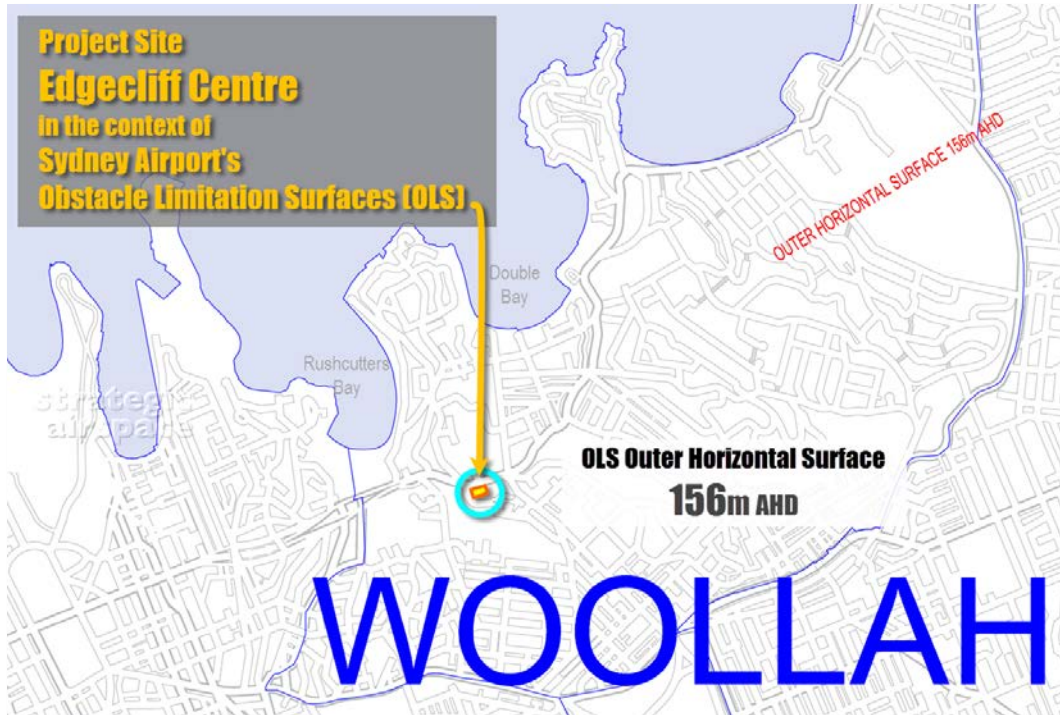 Project Site
Edgecliff Centre
in the context of
Sydney Airport's
Obstacle Limitation Surfaces (OLS)
OUTER HORIZONTAL SURFACE 156m AHD
Double
Bay
Rushcutters
Bay
strategic
airspace
OLS Outer Horizontal Surface
156m AHD
WOOLLAH